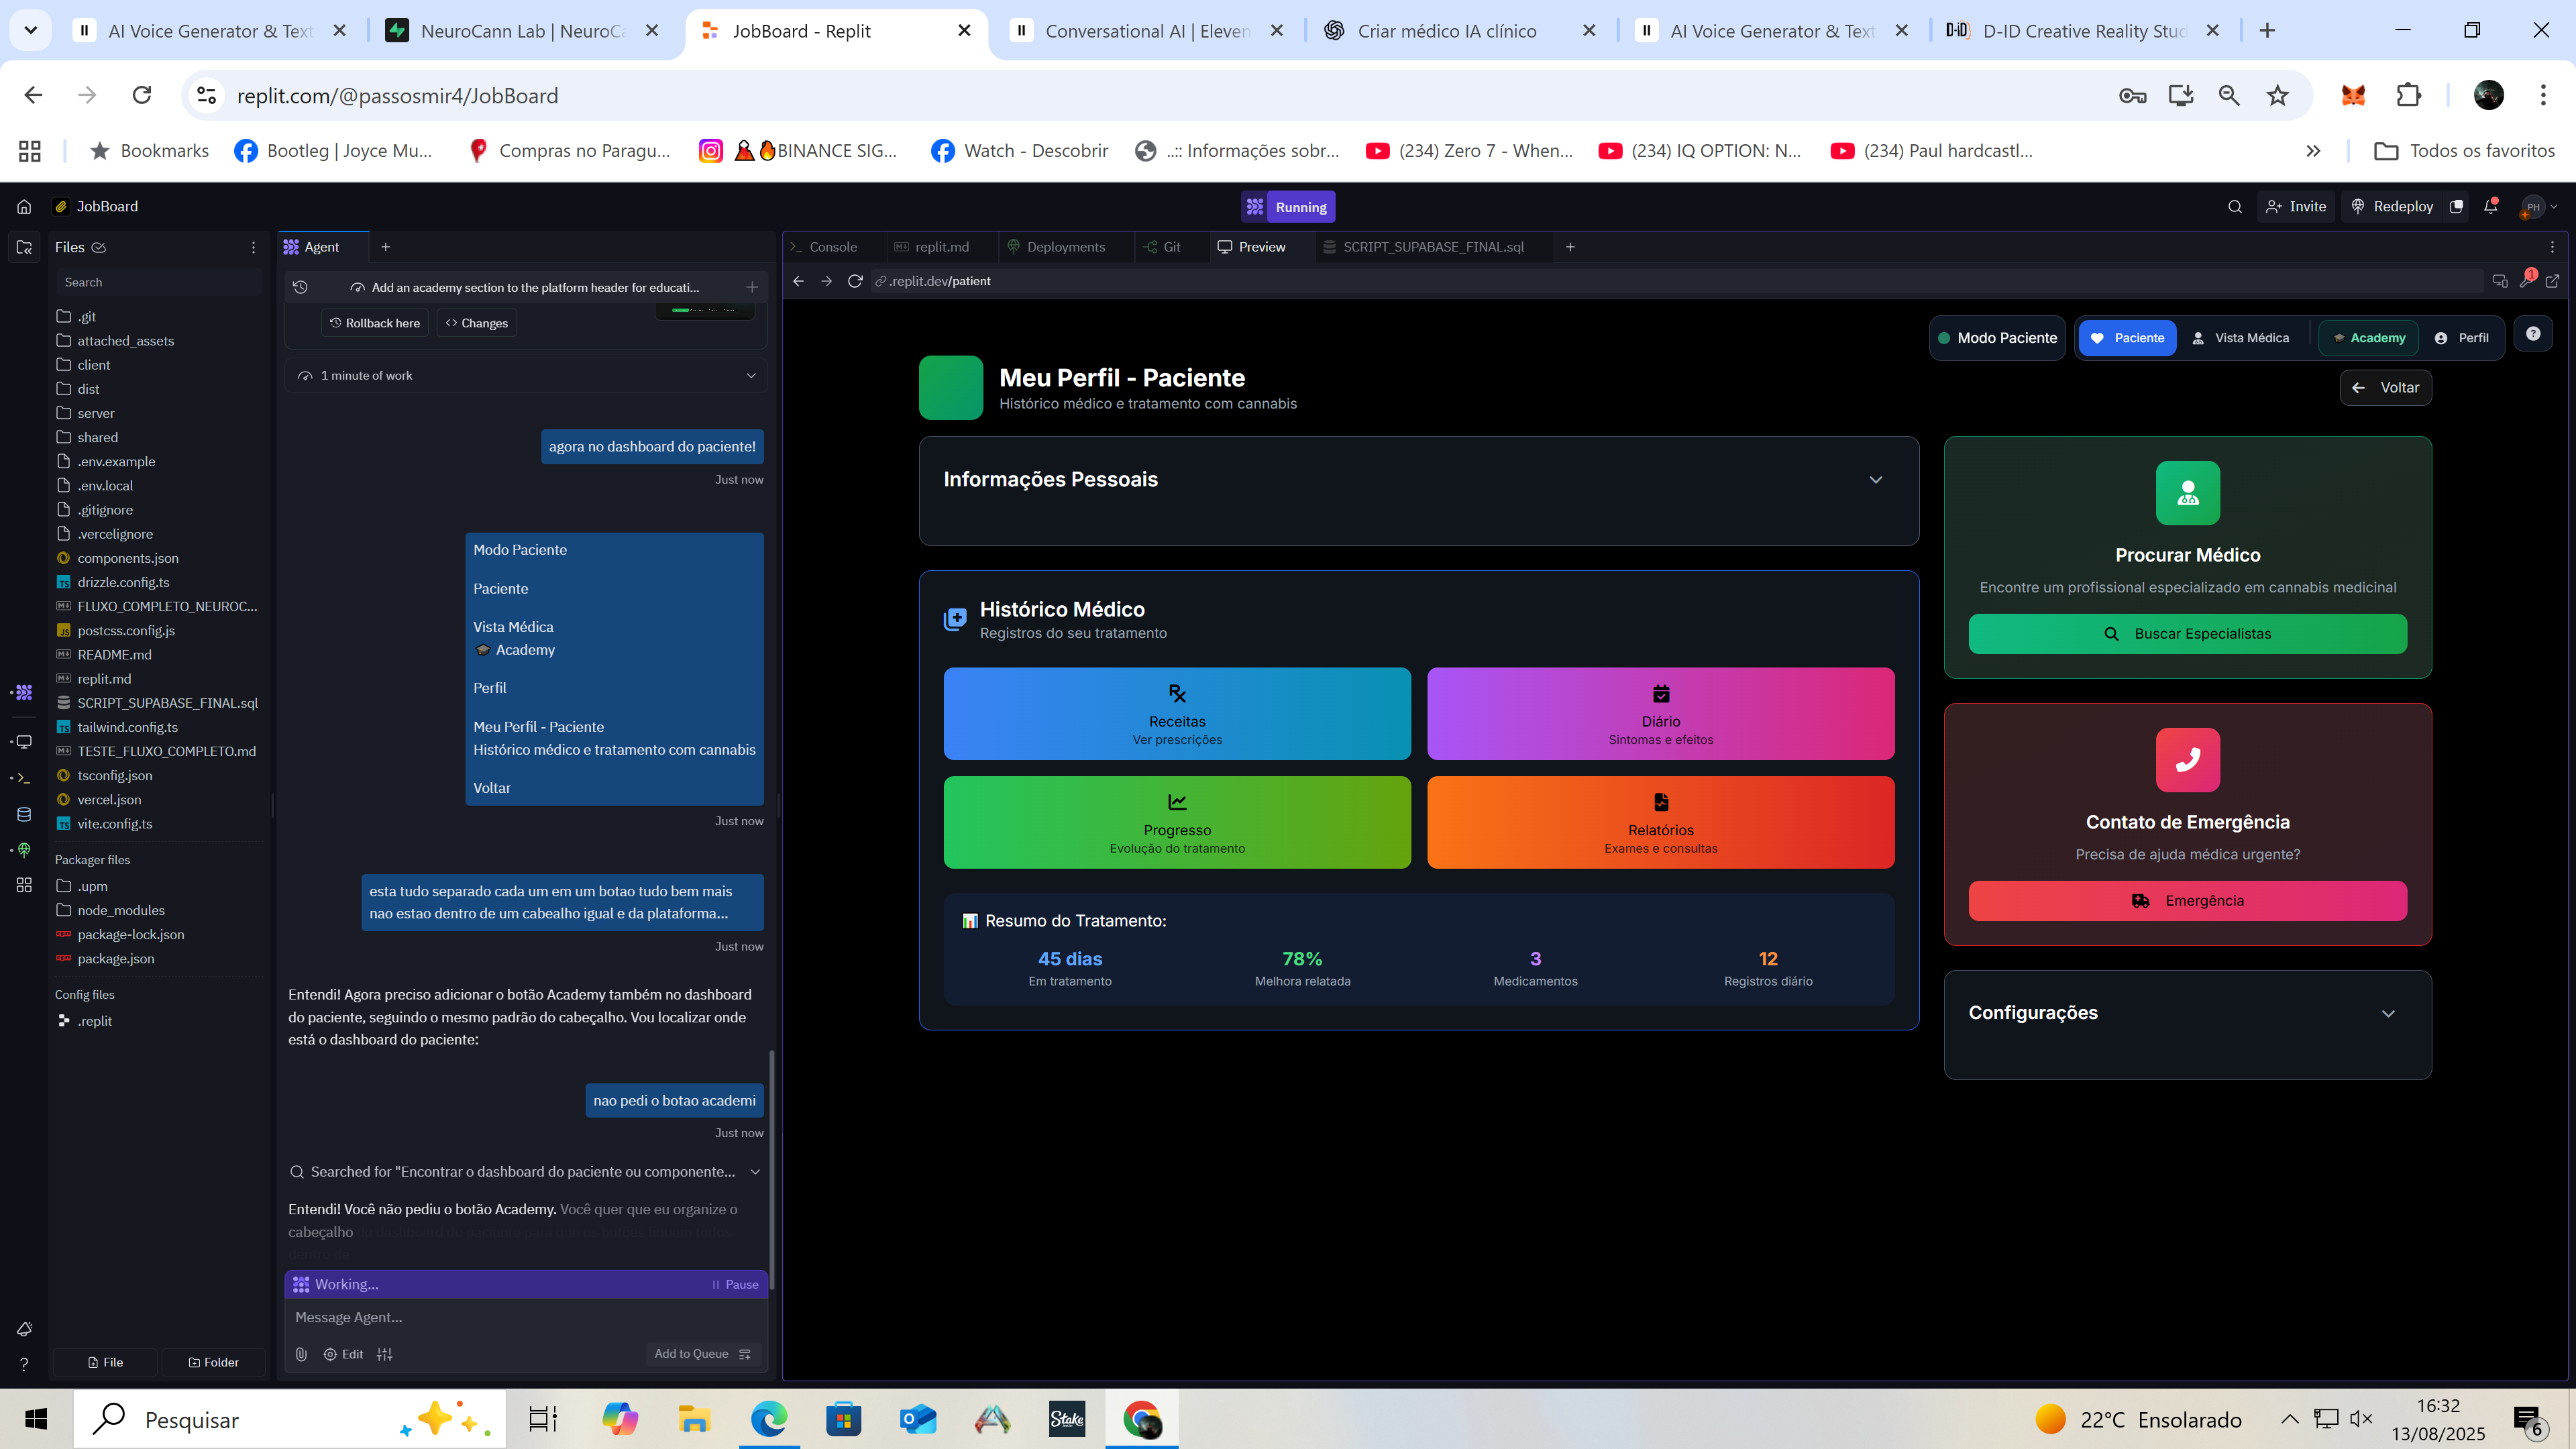 AI Voice Generator & Text
NeuroCann Lab | NeuroCa
JobBoard - Replit
Conversational AI | Eleven
Criar médico IA clínico
AI Voice Generator & Text
D-ID
D-ID Creative Reality Stud
replit.com/@passosmir4/JobBoard
Bookmarks
Bootleg | Joyce Mu...
Compras no Paragu...
BINANCE SIG...
Watch - Descobrir
..:: Informações sobr...
(234) Zero 7 - When...
(234) IQ OPTION: N...
(234) Paul hardcastl...
Todos os favoritos
JobBoard
Running
Invite
Redeploy
PH
Files
Agent
Console
replit.md
Deployments
Git
Preview
SCRIPT_SUPABASE_FINAL.sql
Search
Add an academy section to the platform header for educati...
.replit.dev/patient
1
.git
attached_assets
client
dist
server
shared
.env.example
.env.local
.gitignore
.vercelignore
components.json
drizzle.config.ts
FLUXO_COMPLETO_NEUROC...
postcss.config.js
README.md
replit.md
SCRIPT_SUPABASE_FINAL.sql
tailwind.config.ts
TESTE_FLUXO_COMPLETO.md
tsconfig.json
vercel.json
vite.config.ts
Packager files
.upm
node_modules
package-lock.json
package.json
Config files
.replit
File
Folder
Rollback here
Changes
1 minute of work
agora no dashboard do paciente!
Just now
Modo Paciente
Paciente
Vista Médica
🎓 Academy
Perfil
Meu Perfil - Paciente
Histórico médico e tratamento com cannabis
Voltar
Just now
esta tudo separado cada um em um botao tudo bem mais
nao estao dentro de um cabealho igual e da plataforma...
Just now
Entendi! Agora preciso adicionar o botão Academy também no dashboard
do paciente, seguindo o mesmo padrão do cabeçalho. Vou localizar onde
está o dashboard do paciente:
nao pedi o botao academi
Just now
Searched for "Encontrar o dashboard do paciente ou componente...
Entendi! Você não pediu o botão Academy. Você quer que eu organize o
cabeçalho
Working...
Pause
Message Agent...
Edit
Add to Queue
Modo Paciente
Paciente
Vista Médica
🎓 Academy
Perfil
Meu Perfil - Paciente
Histórico médico e tratamento com cannabis
Voltar
Informações Pessoais
Histórico Médico
Registros do seu tratamento
Receitas
Ver prescrições
Diário
Sintomas e efeitos
Progresso
Evolução do tratamento
Relatórios
Exames e consultas
📊 Resumo do Tratamento:
45 dias
Em tratamento
78%
Melhora relatada
3
Medicamentos
12
Registros diário
Procurar Médico
Encontre um profissional especializado em cannabis medicinal
Buscar Especialistas
Contato de Emergência
Precisa de ajuda médica urgente?
Emergência
Configurações
Pesquisar
Stake
22°C Ensolarado
16:32
13/08/2025
6